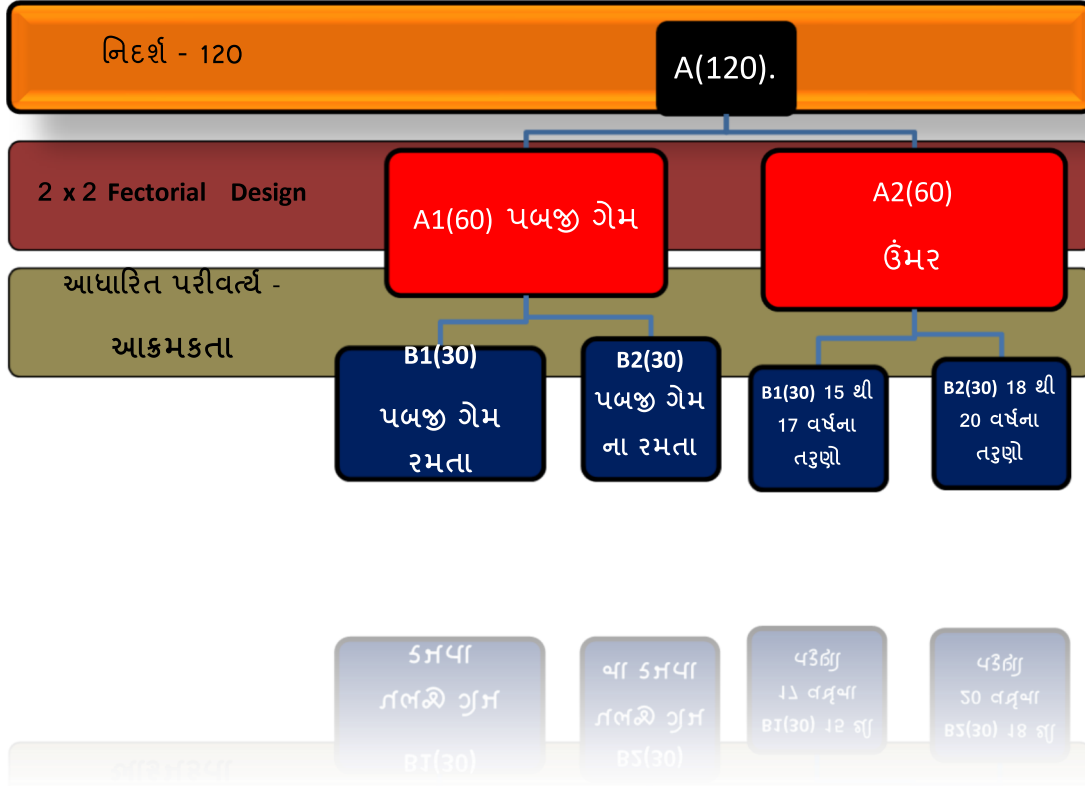 નિદર્શ - 120
A(120).
2 x 2 Fectorial Design
A1(60) પબજી ગેમ
A2(60)
ઉંમર
આધારિત પરીવર્ત્ય -
આક્રમકતા
B1(30)
પબજી ગેમ
રમતા
B2(30)
પબજી ગેમ
ના રમતા
B1(30) 15 થી
17 વર્ષના
તરુણો
B2(30) 18 થી
20 વર્ષના
તરુણો